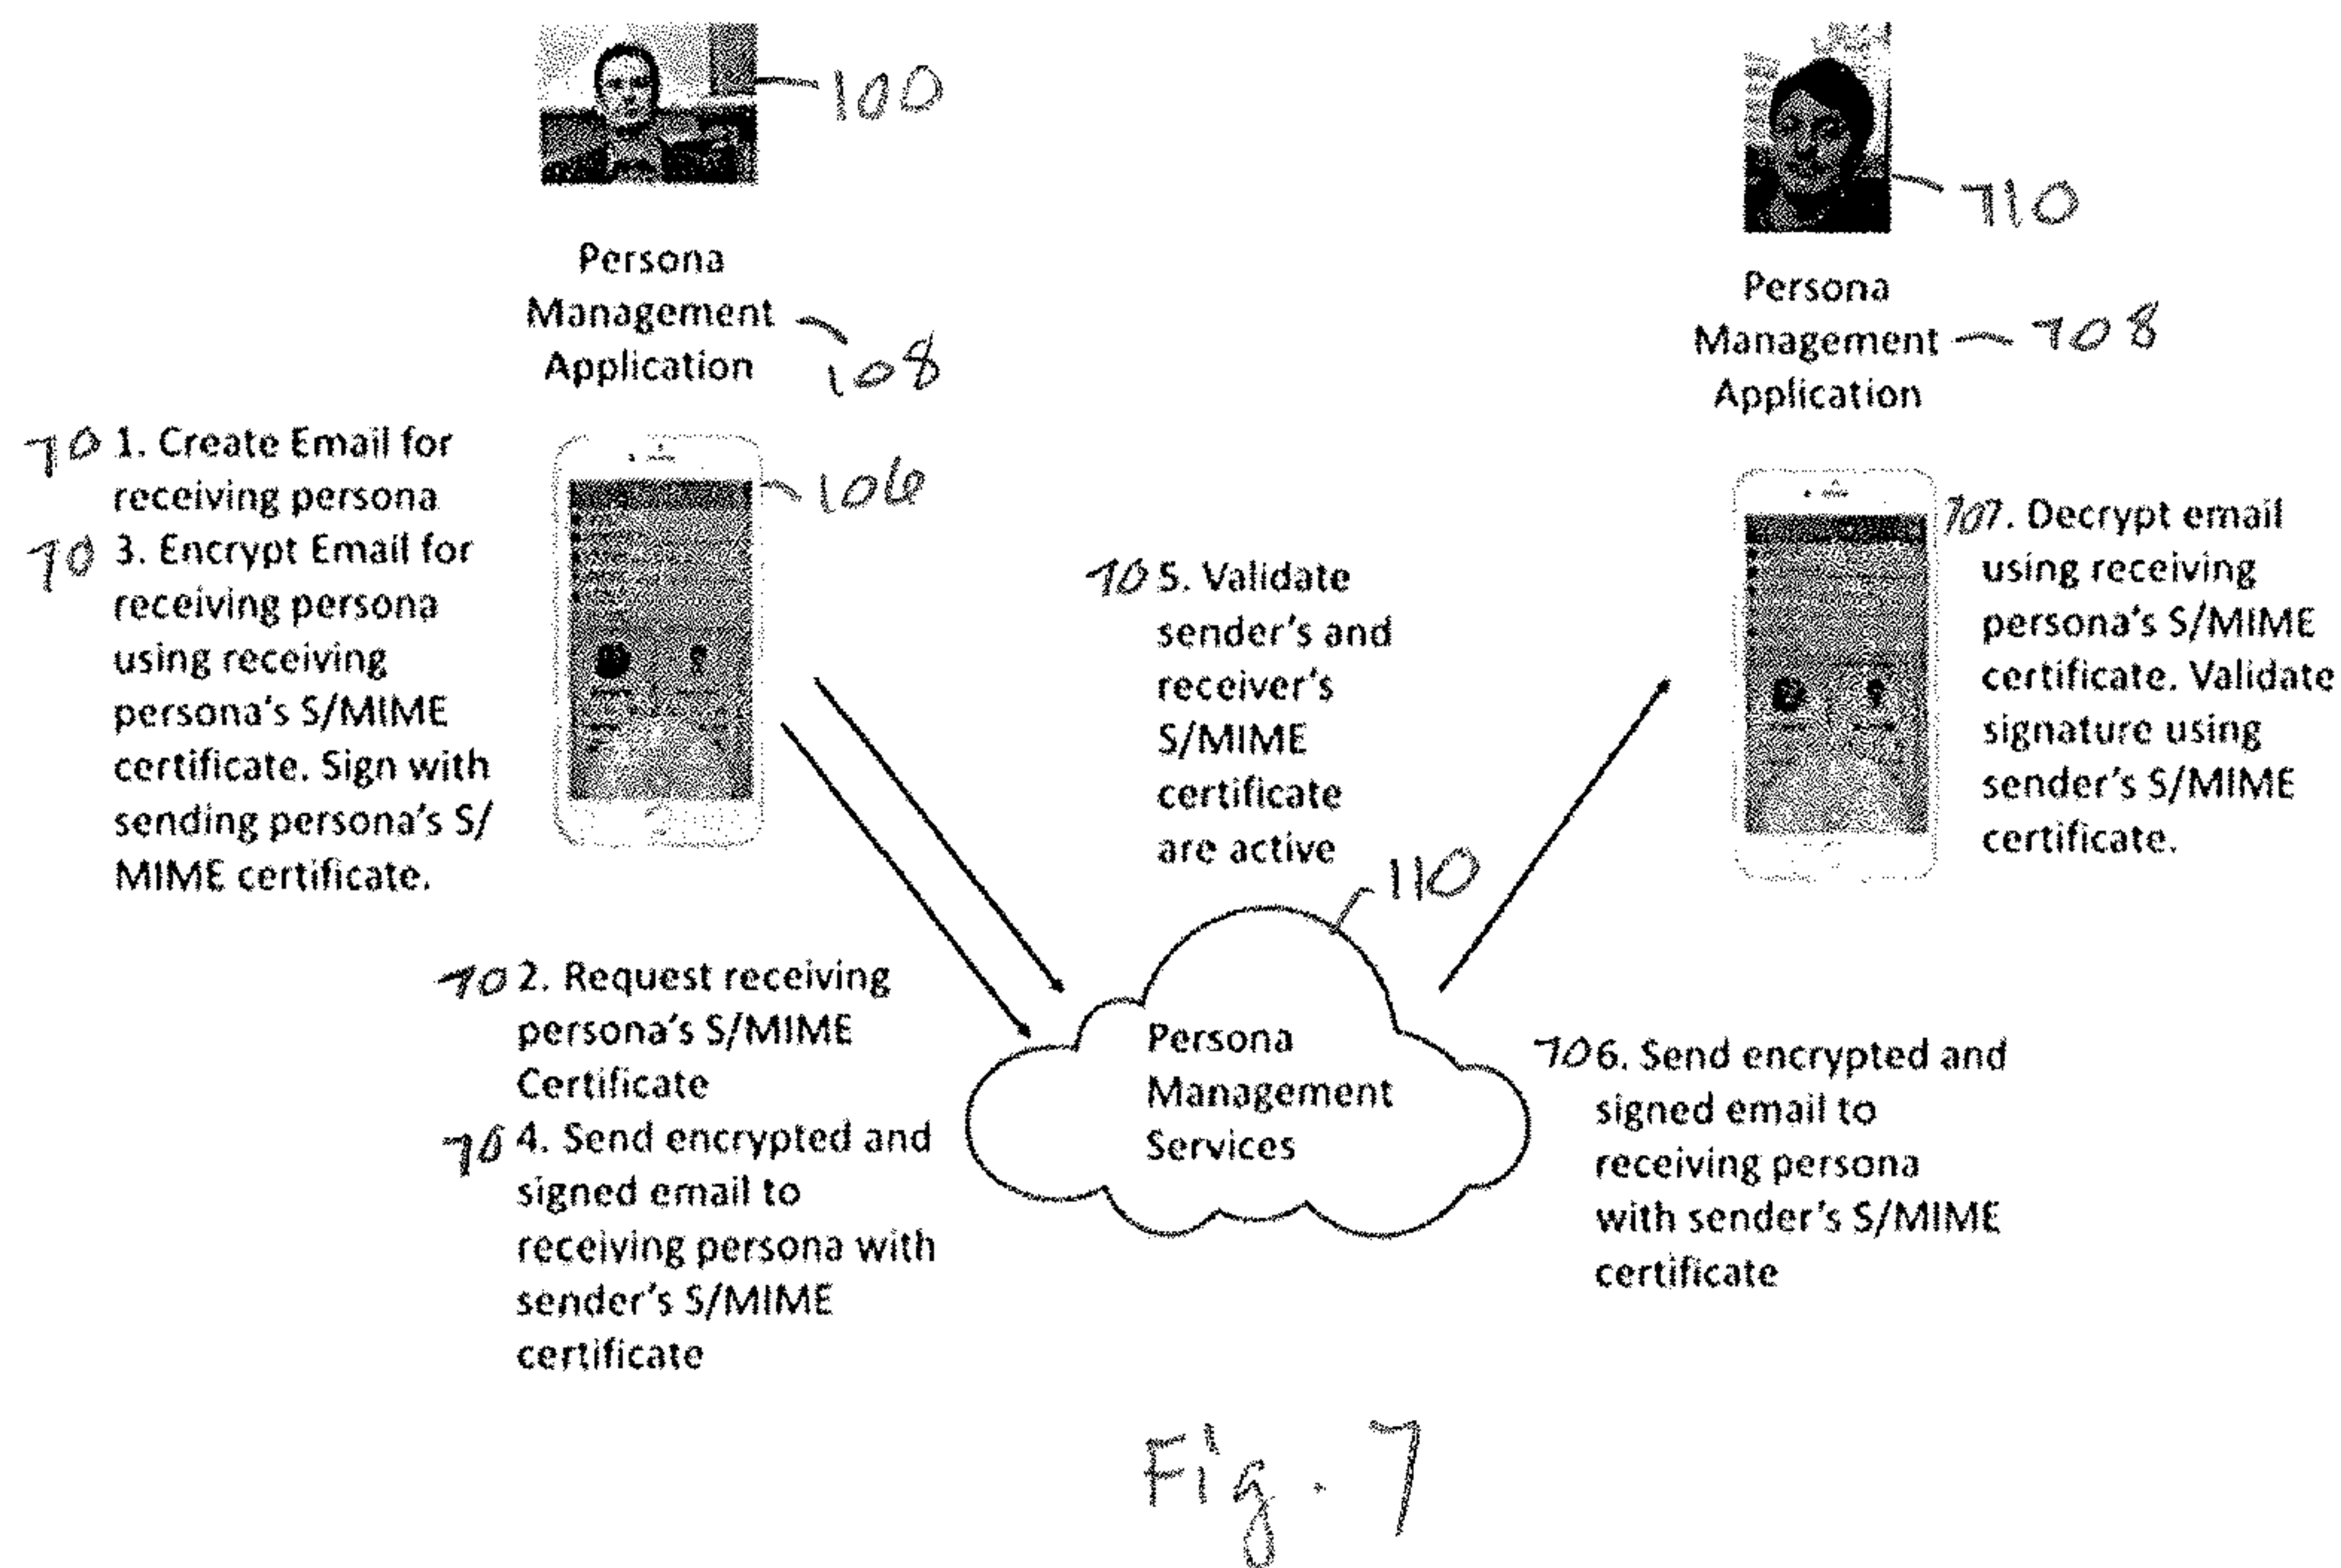 100
Persona
Management
Application
108
710
Persona
Management
Application
708
701. Create Email for
receiving persona
703. Encrypt Email for
receiving persona
using receiving
persona's S/MIME
certificate. Sign with
sending persona's S/
MIME certificate.
106
702. Request receiving
persona's S/MIME
Certificate
704. Send encrypted and
signed email to
receiving persona with
sender's S/MIME
certificate
705. Validate
sender's and
receiver's
S/MIME
certificate
are active
110
Persona
Management
Services
706. Send encrypted and
signed email to
receiving persona
with sender's S/MIME
certificate
707. Decrypt email
using receiving
persona's S/MIME
certificate. Validate
signature using
sender's S/MIME
certificate.
Fig. 7